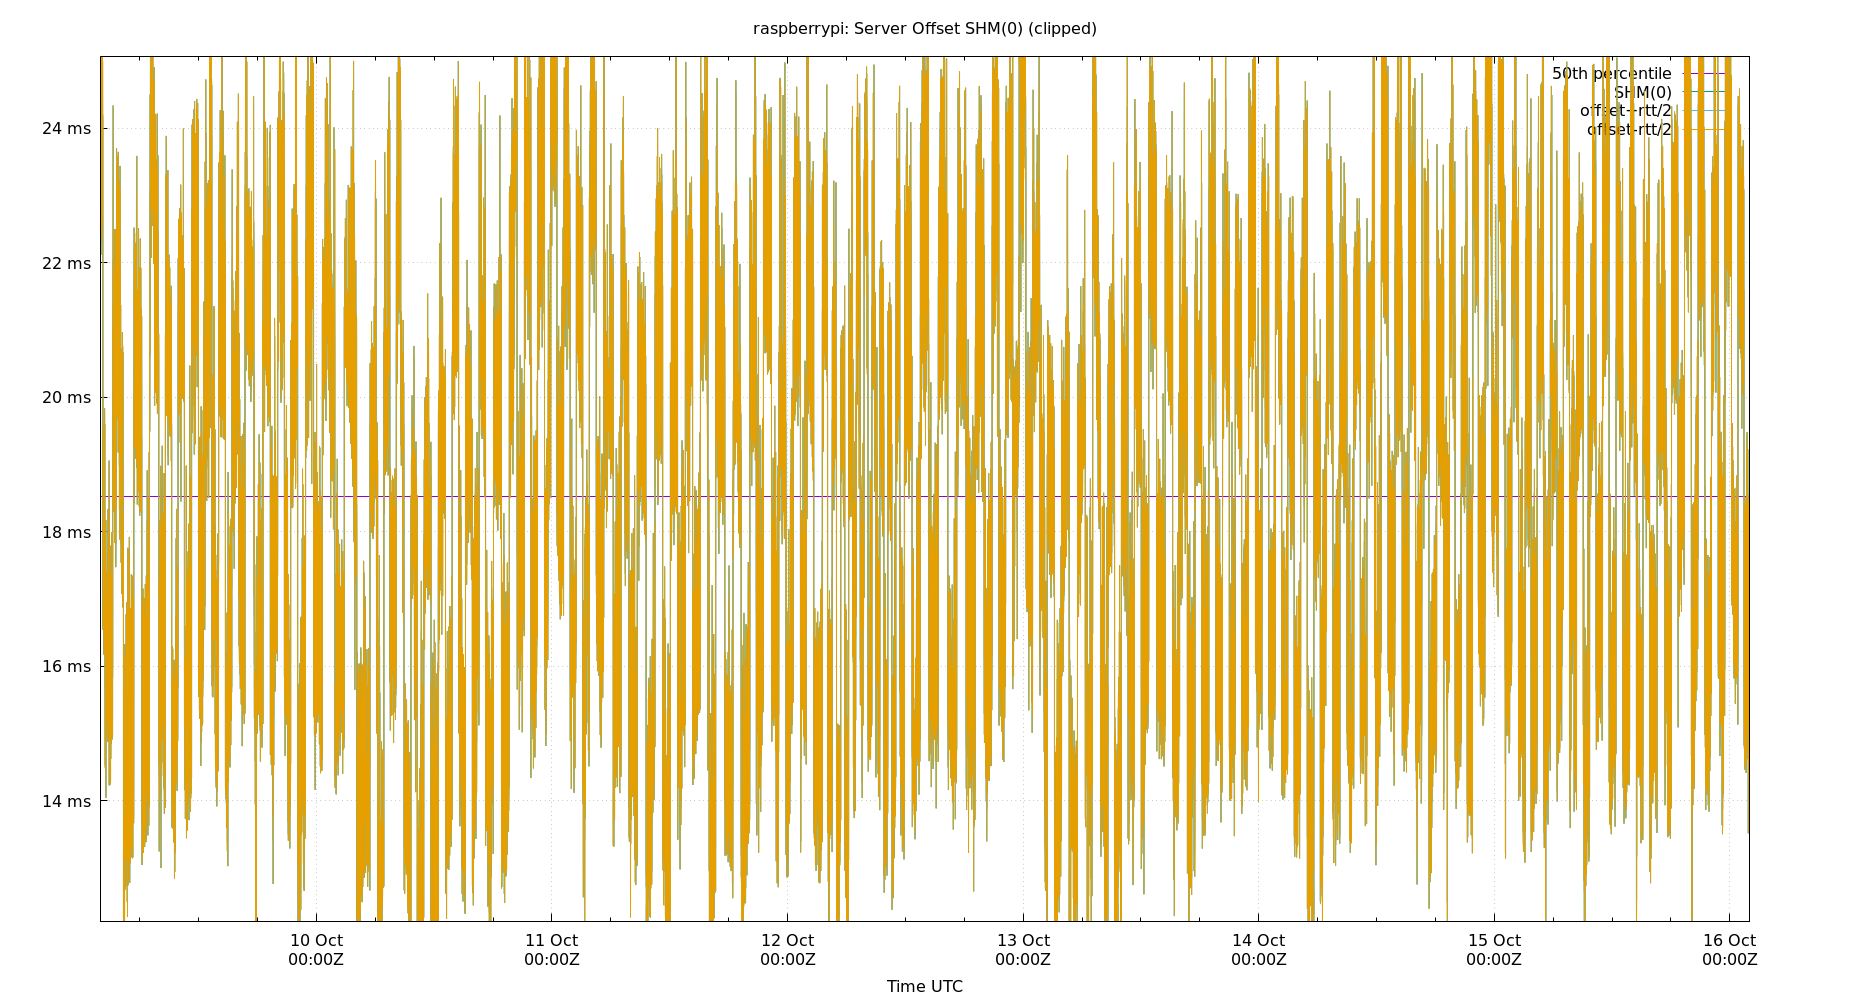 raspberrypi: Server Offset SHM(0) (clipped)
50th percentile
SHM(0)
offset+rtt/2
offset-rtt/2
24 ms
22 ms
20 ms
18 ms
16 ms
14 ms
10 Oct 11 Oct 12 Oct 13 Oct 14 Oct 15 Oct 16 Oct
00:00Z 00:00Z 00:00Z 00:00Z 00:00Z 00:00Z 00:00Z
Time UTC